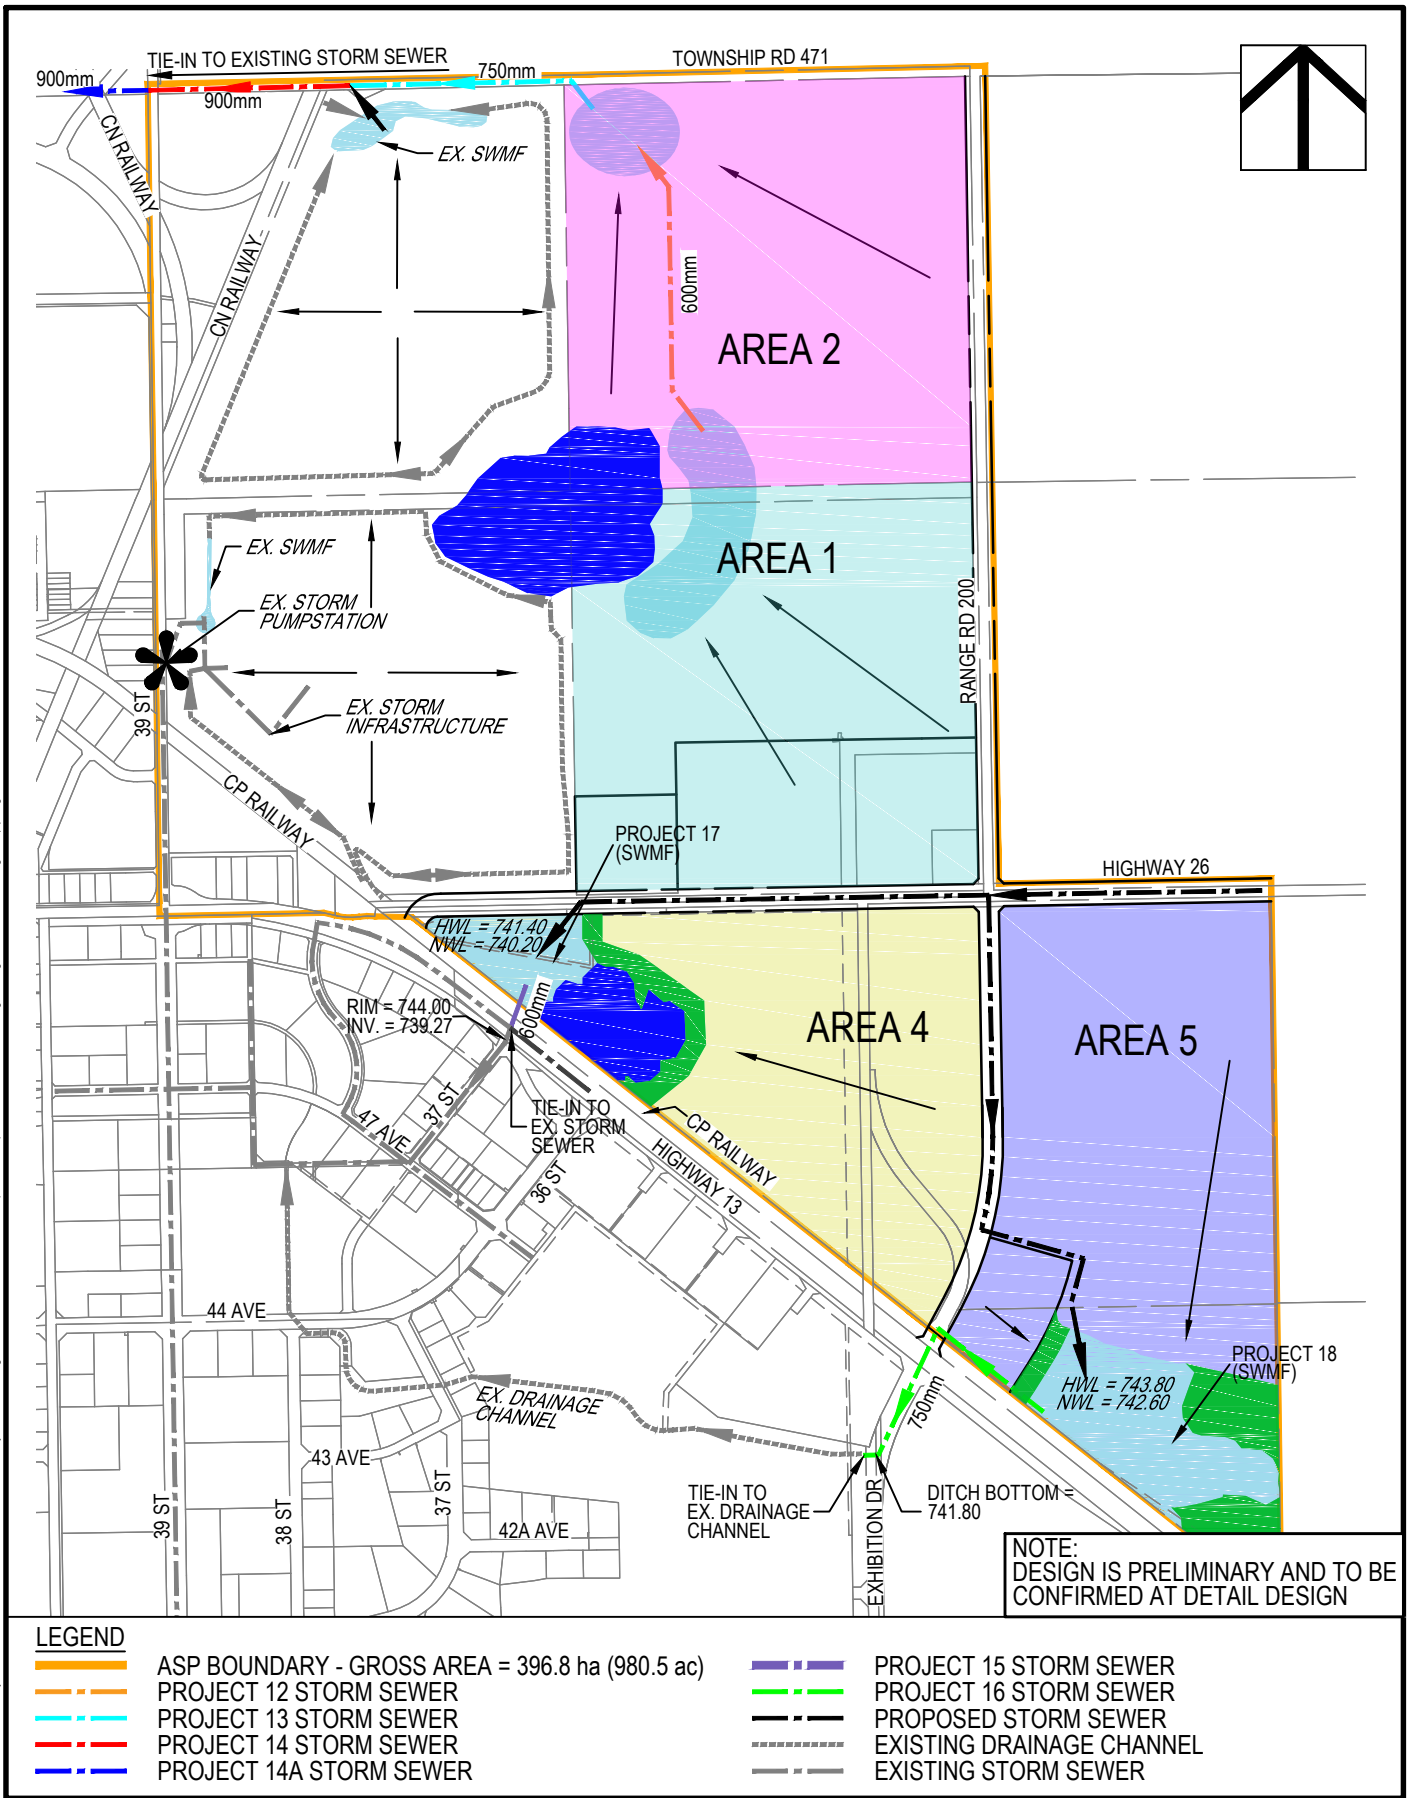 TIE-IN TO EXISTING STORM SEWER
TOWNSHIP RD 471
900mm
750mm
900mm
CN RAILWAY
EX. SWMF
CN RAILWAY
600mm
AREA 2
EX. SWMF
AREA 1
EX. STORM
PUMPSTATION
RANGE RD 200
39 ST
EX. STORM
INFRASTRUCTURE
CP RAILWAY
PROJECT 17
(SWMF)
HIGHWAY 26
HWL = 741.40
NWL = 740.20
RIM = 744.00
INV. = 739.27
600mm
AREA 4
AREA 5
37 ST
47 AVE
TIE-IN TO
EX. STORM
SEWER
CP RAILWAY
HIGHWAY 13
36 ST
44 AVE
PROJECT 18
(SWMF)
HWL = 743.80
NWL = 742.60
EX. DRAINAGE
CHANNEL
750mm
43 AVE
37 ST
39 ST
38 ST
42A AVE
TIE-IN TO
EX. DRAINAGE
CHANNEL
EXHIBITION DR
DITCH BOTTOM =
741.80
NOTE:
DESIGN IS PRELIMINARY AND TO BE
CONFIRMED AT DETAIL DESIGN
LEGEND
ASP BOUNDARY - GROSS AREA = 396.8 ha (980.5 ac)
PROJECT 12 STORM SEWER
PROJECT 13 STORM SEWER
PROJECT 14 STORM SEWER
PROJECT 14A STORM SEWER
PROJECT 15 STORM SEWER
PROJECT 16 STORM SEWER
PROPOSED STORM SEWER
EXISTING DRAINAGE CHANNEL
EXISTING STORM SEWER